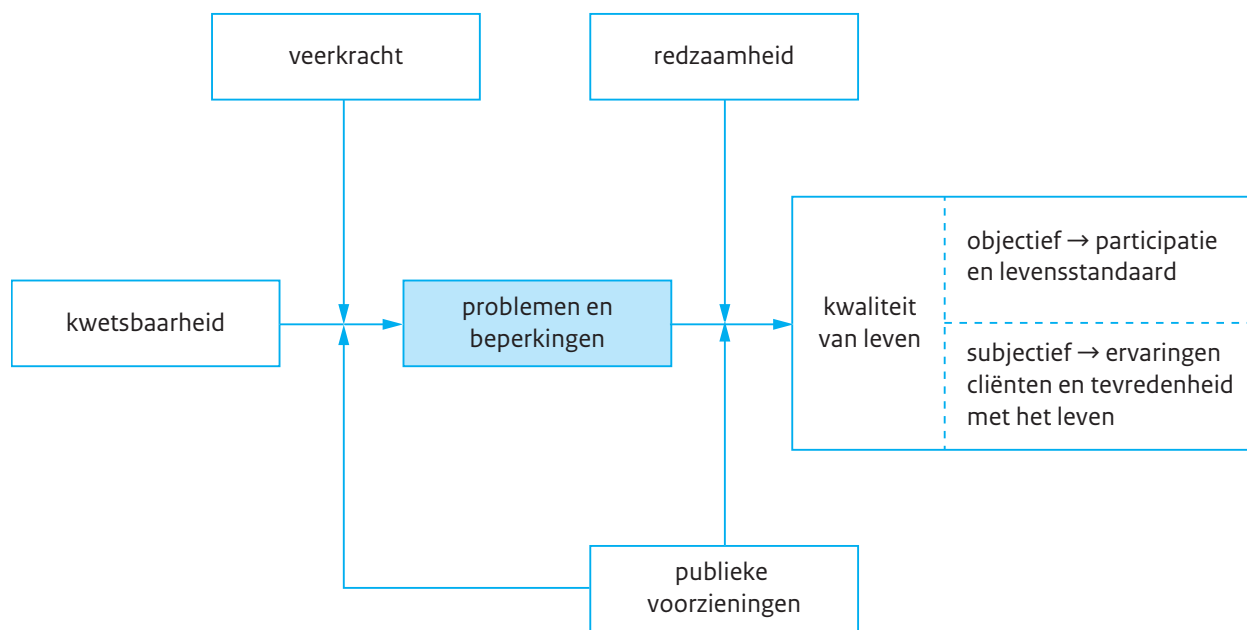 veerkracht
redzaamheid
kwetsbaarheid
problemen en
beperkingen
kwaliteit
van leven
objectief → participatie
en levensstandaard
subjectief → ervaringen
cliënten en tevredenheid
met het leven
publieke
voorzieningen